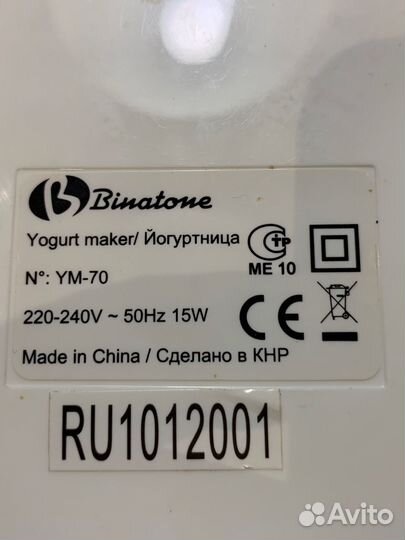 Binatone
Yogurt maker/ Йогуртница
N°: YM-70
ME 10
220-240V ~ 50Hz 15W
CE
Made in China / Сделано в КНР
RU1012001
Avito